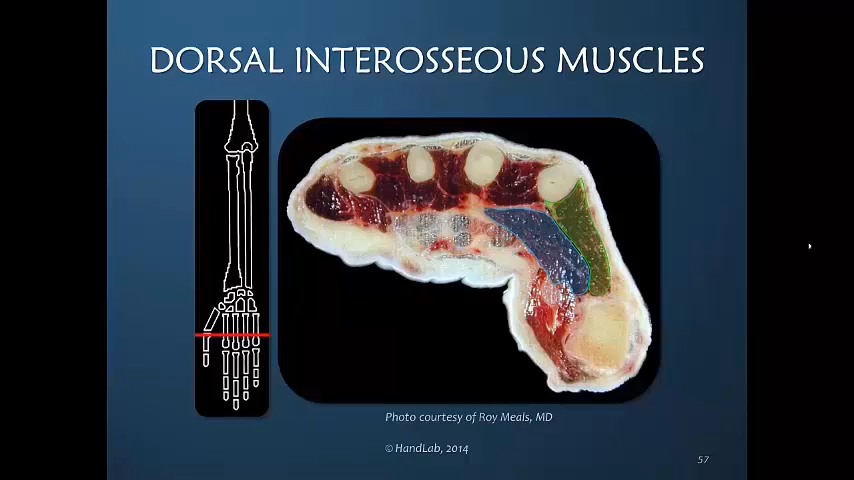 DORSAL INTEROSSEOUS MUSCLES
Photo courtesy of Roy Meals, MD
© HandLab, 2014
57